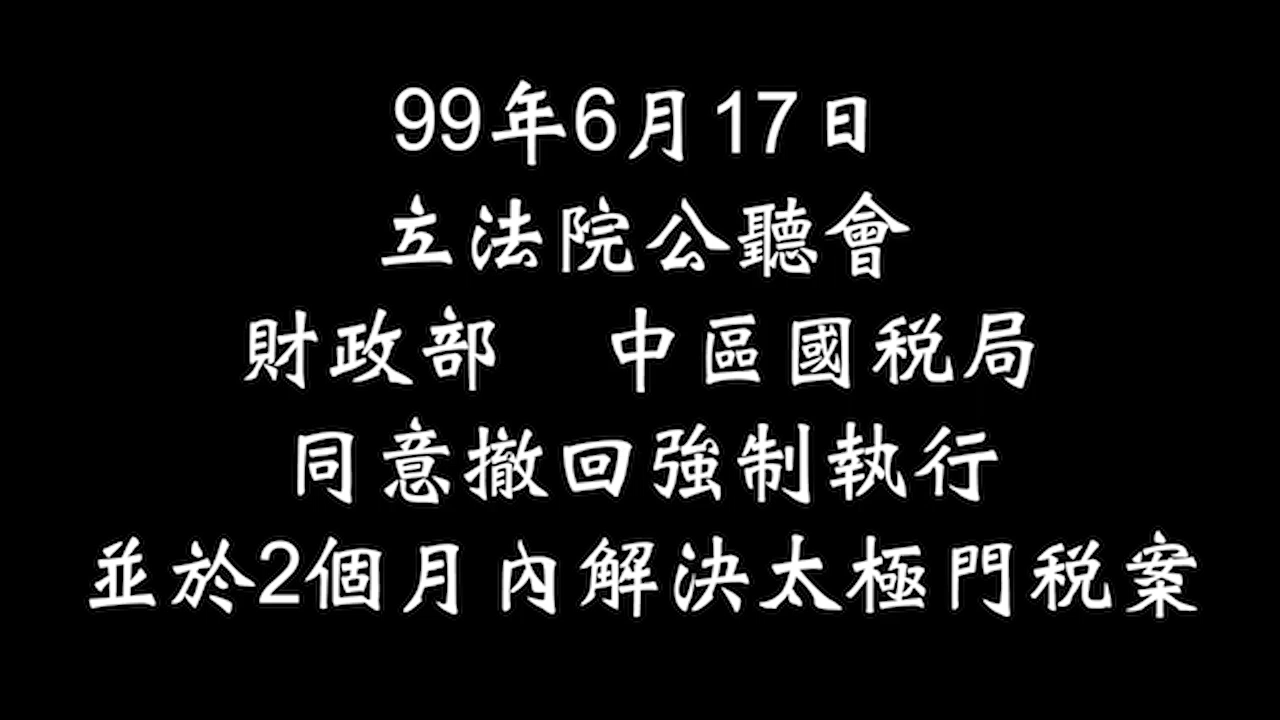 99年6月17日
立法院公聽會
財政部　中區國稅局
同意撤回強制執行
並於2個月內解決太極門稅案